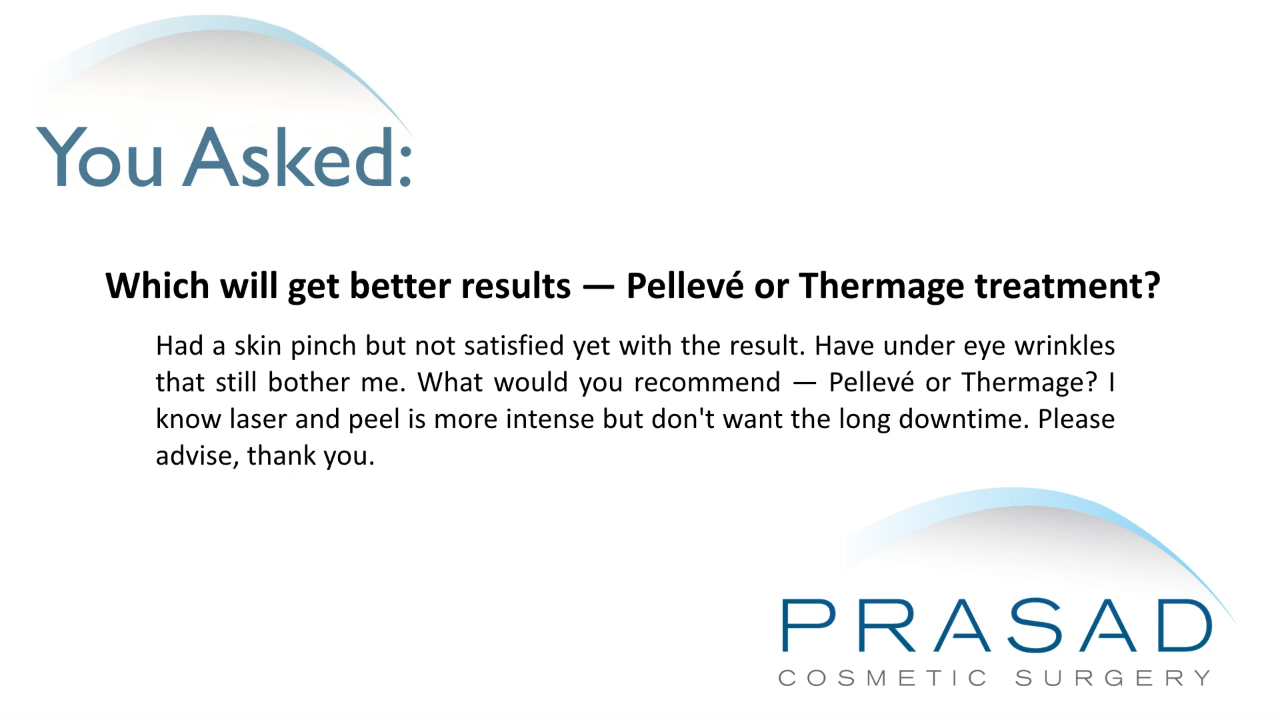 You Asked:
Which will get better results — Pellevé or Thermage treatment?
Had a skin pinch but not satisfied yet with the result. Have under eye wrinkles
that still bother me. What would you recommend — Pellevé or Thermage? I
know laser and peel is more intense but don't want the long downtime. Please
advise, thank you.
PRASAD
COSMETIC SURGERY